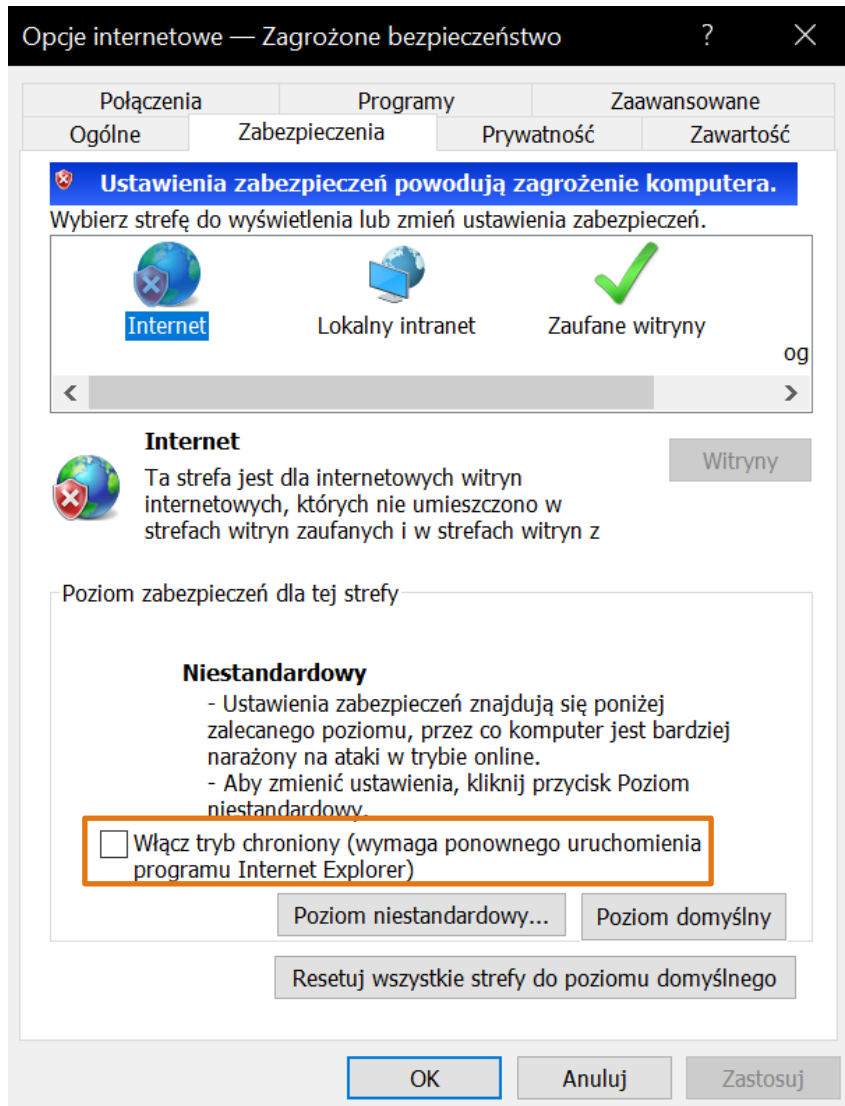 Opcje internetowe — Zagrożone bezpieczeństwo ?
Połączenia Programy Zaawansowane
Ogólne Zabezpieczenia Prywatność Zawartość
Ustawienia zabezpieczeń powodują zagrożenie komputera.
Wybierz strefę do wyświetlenia lub zmień ustawienia zabezpieczeń.
Internet Lokalny intranet Zaufane witryny
og
Internet
Witryny
Ta strefa jest dla internetowych witryn
internetowych, których nie umieszczono w
strefach witryn zaufanych i w strefach witryn z
Poziom zabezpieczeń dla tej strefy
Niestandardowy
- Ustawienia zabezpieczeń znajdują się poniżej
zalecanego poziomu, przez co komputer jest bardziej
narażony na ataki w trybie online.
- Aby zmienić ustawienia, kliknij przycisk Poziom
niestandardowy.
Włącz tryb chroniony (wymaga ponownego uruchomienia
programu Internet Explorer)
Poziom niestandardowy... Poziom domyślny
Resetuj wszystkie strefy do poziomu domyślnego
OK Anuluj Zastosuj